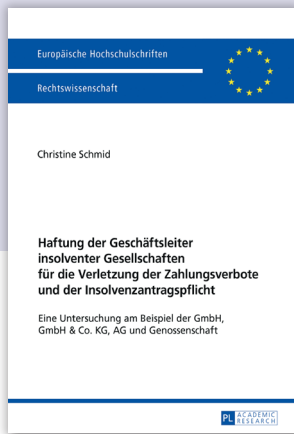 Europäische Hochschulschriften
Rechtswissenschaft
Christine Schmid
Haftung der Geschäftsleiter
insolventer Gesellschaften
für die Verletzung der Zahlungsverbote
und der Insolvenzantragspflicht
Eine Untersuchung am Beispiel der GmbH,
GmbH & Co. KG, AG und Genossenschaft
PL ACADEMIC
RESEARCH